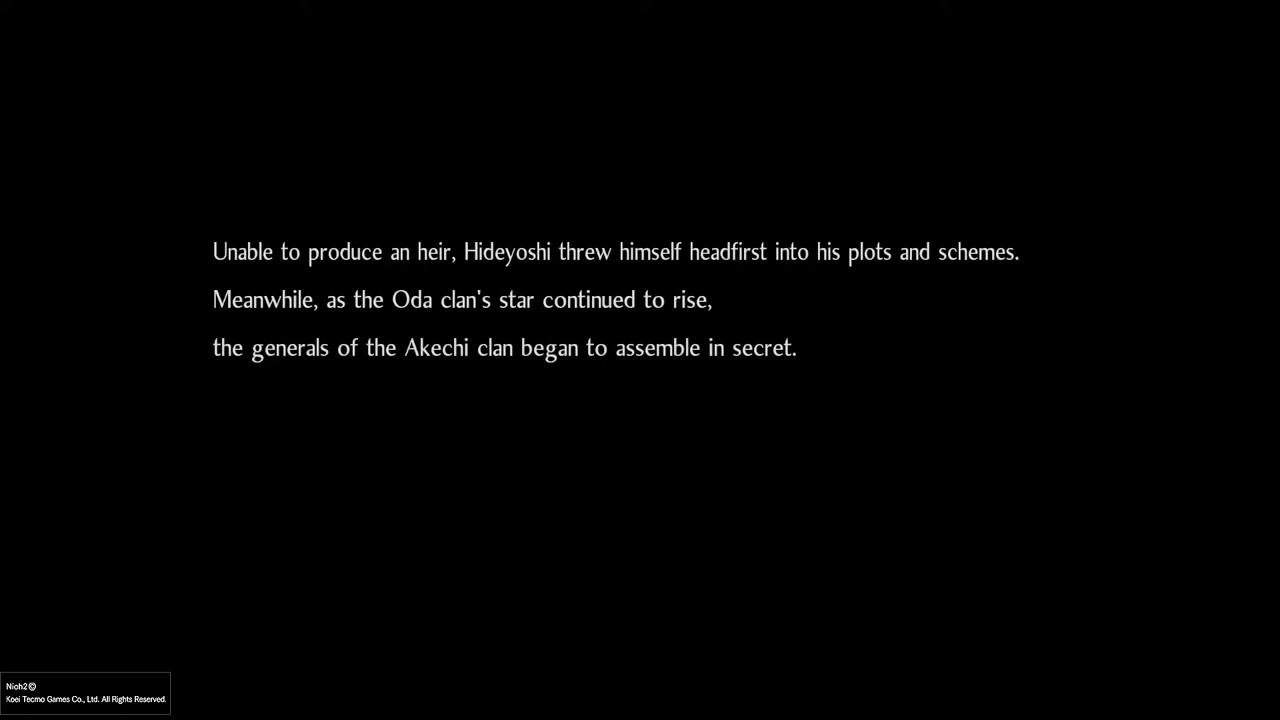 Unable to produce an heir, Hideyoshi threw himself headfirst into his plots and schemes.
Meanwhile, as the Oda clan's star continued to rise,
the generals of the Akechi clan began to assemble in secret.
Nioh2©
Koei Tecmo Games Co., Ltd. All Rights Reserved.